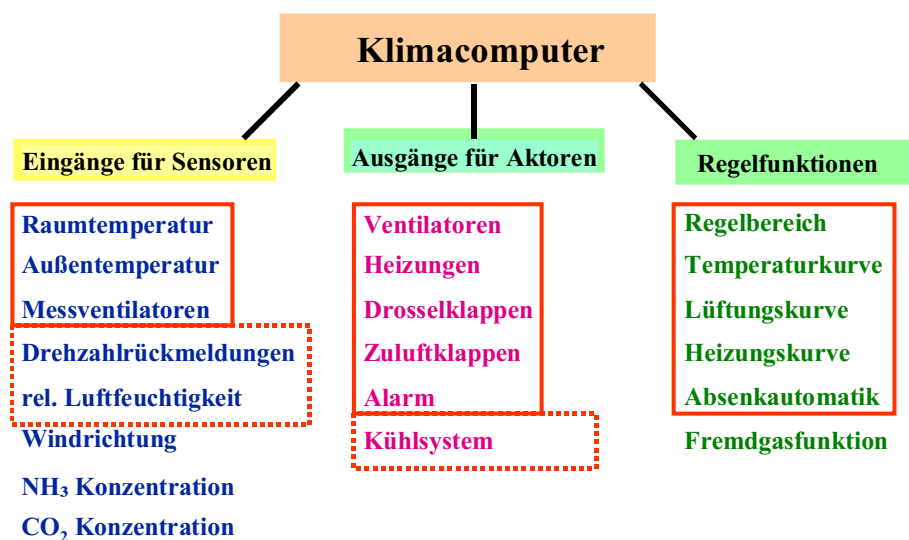 Klimacomputer
Eingänge für Sensoren
Raumtemperatur
Außentemperatur
Messventilatoren
Drehzahlrückmeldungen
rel. Luftfeuchtigkeit
Windrichtung
NH₃ Konzentration
CO₂ Konzentration
Ausgänge für Aktoren
Ventilatoren
Heizungen
Drosselklappen
Zuluftklappen
Alarm
Kühlsystem
Regelfunktionen
Regelbereich
Temperaturkurve
Lüftungskurve
Heizungskurve
Absenkautomatik
Fremdgasfunktion